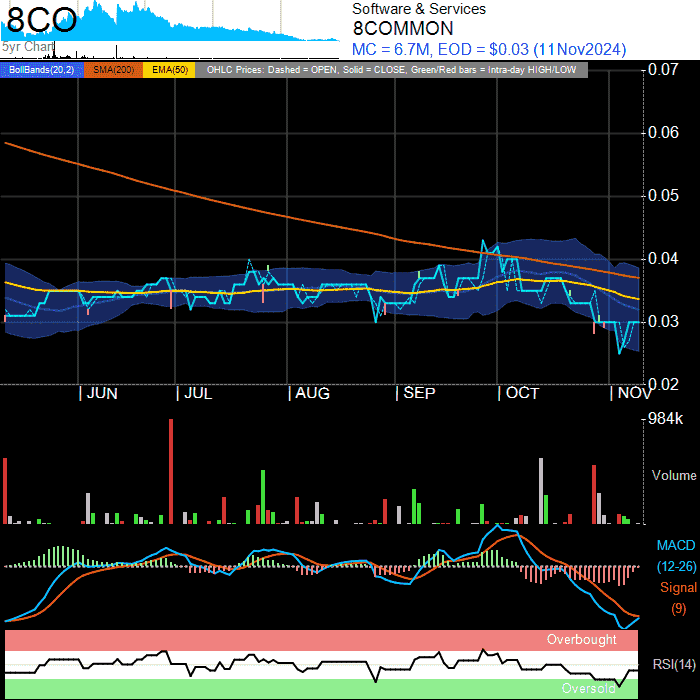 8CO
5yr Chart
Software & Services
8COMMON
MC = 6.7M, EOD = $0.03 (11Nov2024)
BollBands(20,2) SMA(200) EMA(50) OHLC Prices: Dashed = OPEN, Solid = CLOSE, Green/Red bars = Intra-day HIGH/LOW
0.07
0.06
0.05
0.04
0.03
0.02
JUN JUL AUG SEP OCT NOV
984k
Volume
MACD
(12-26)
Signal
(9)
Overbought
RSI(14)
Oversold